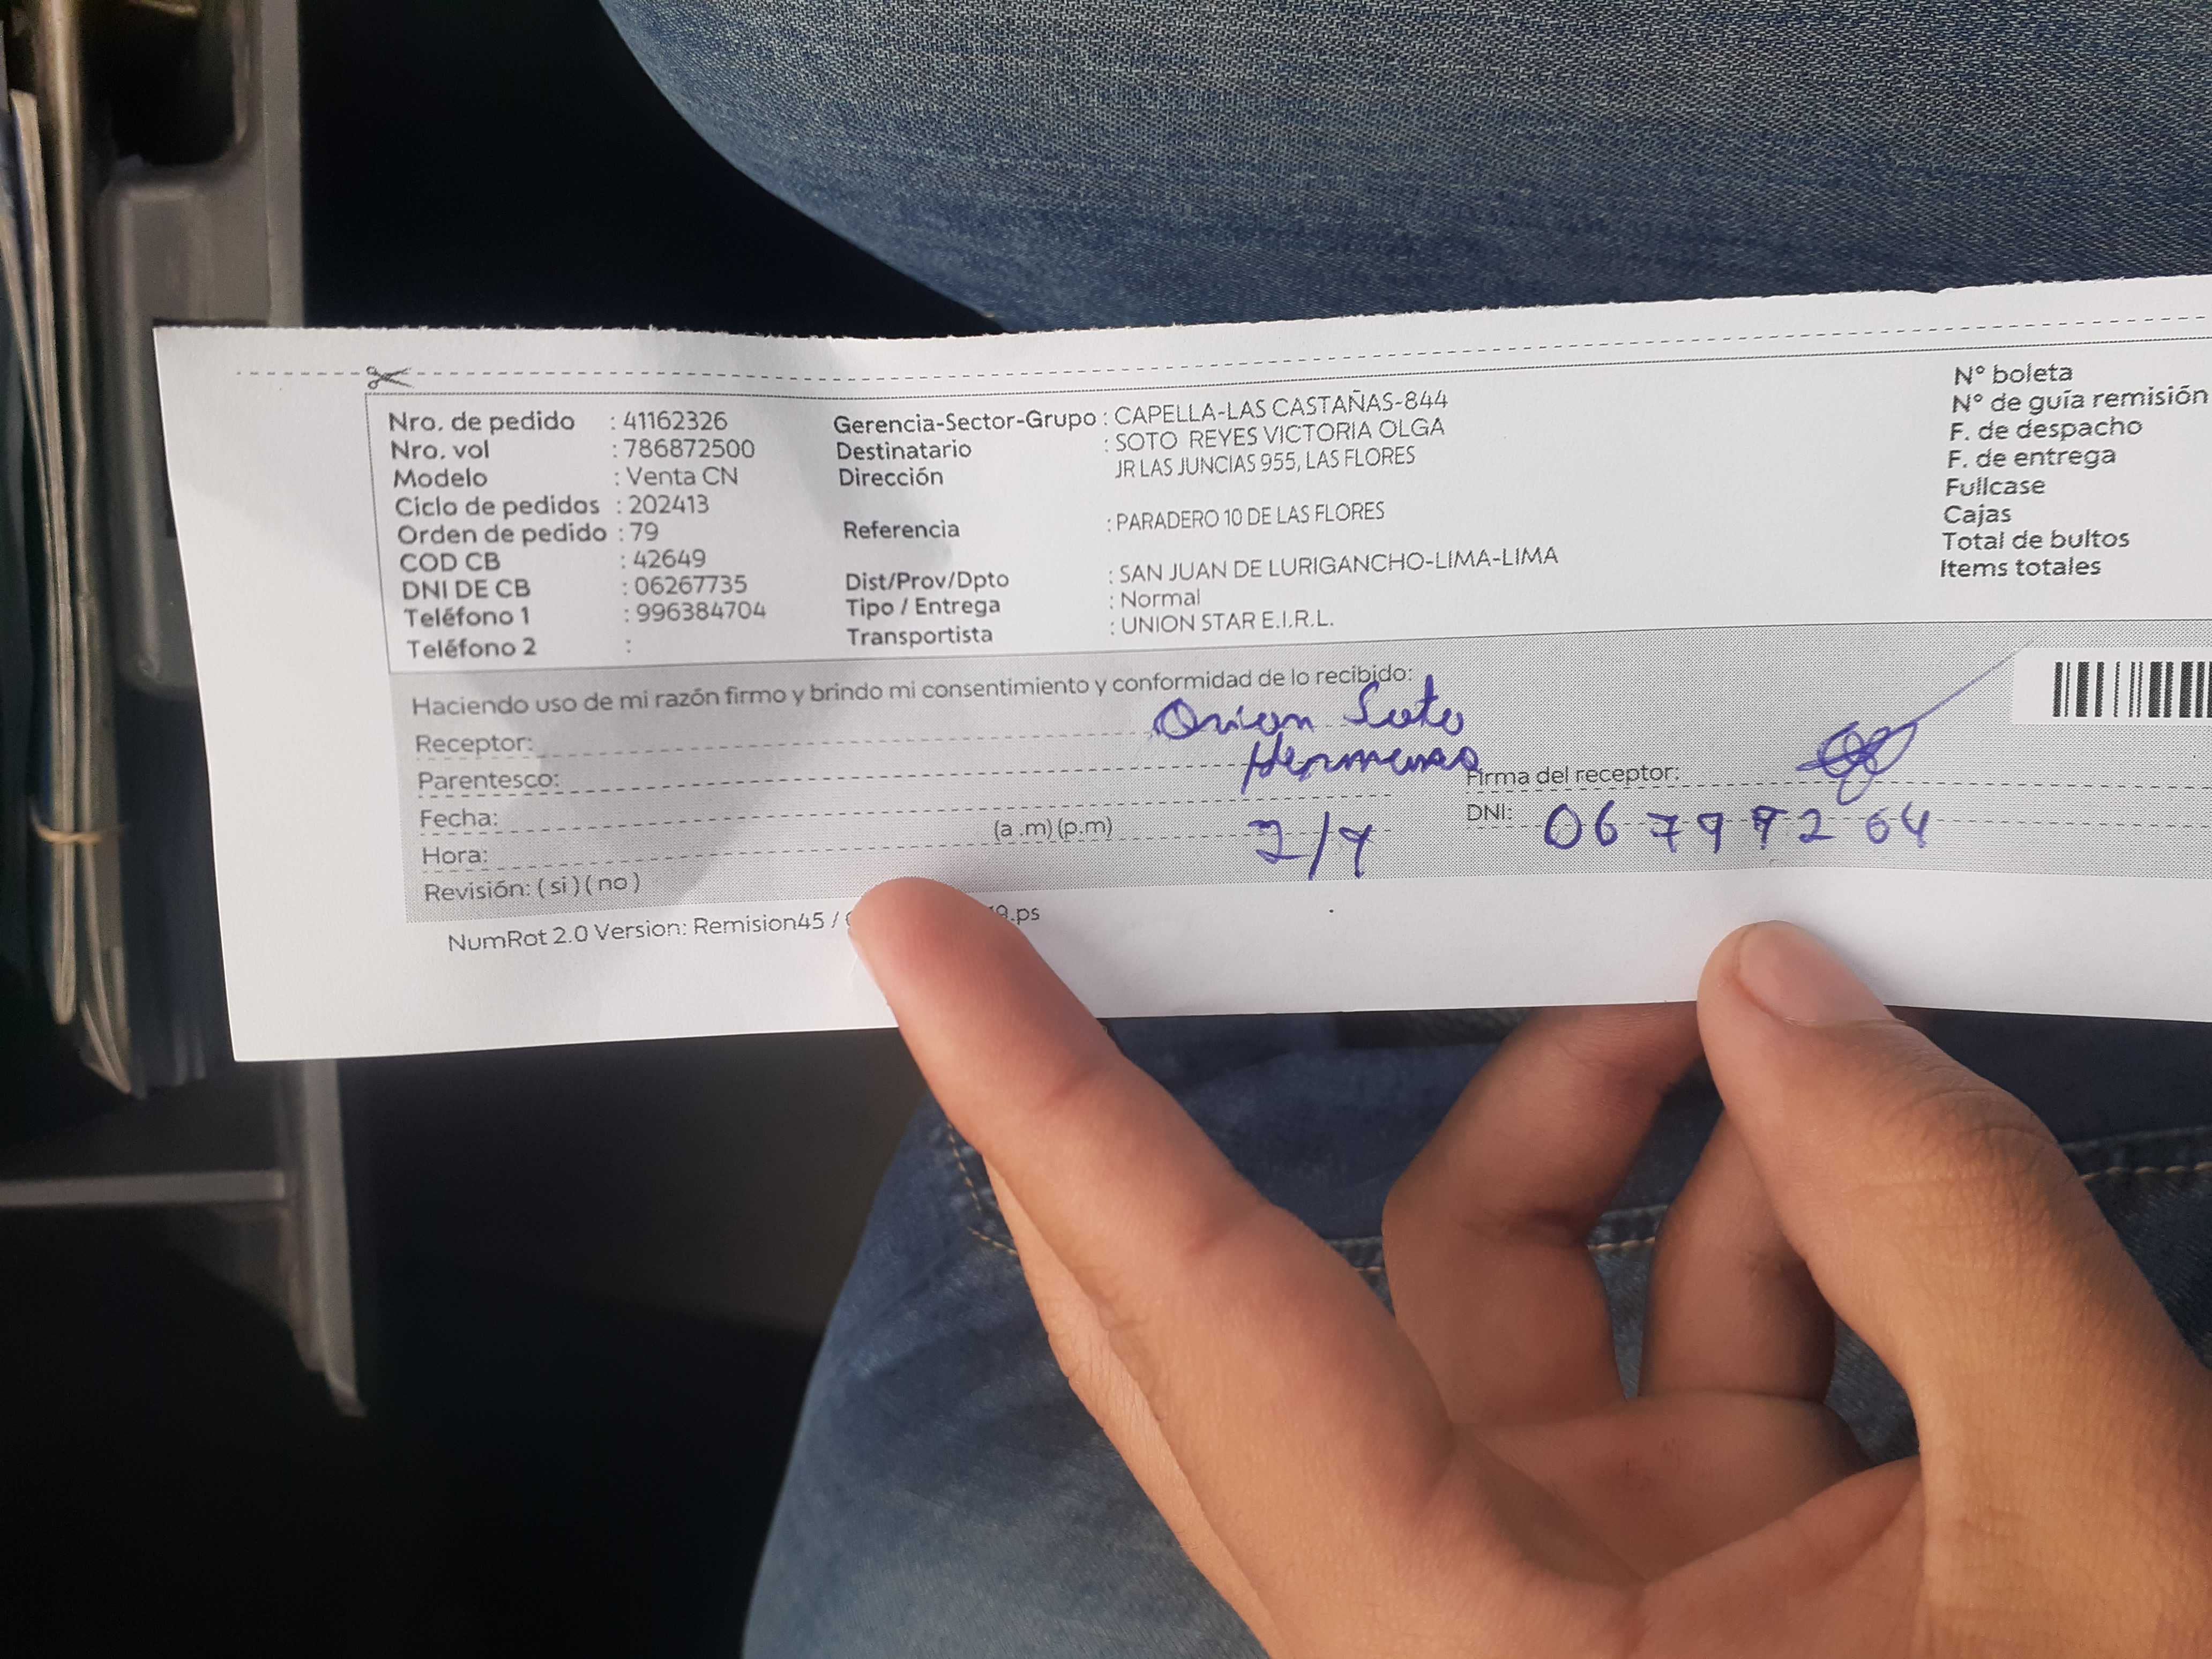 Nro. de pedido : 41162326
Nro. vol : 786872500
Modelo : Venta CN
Ciclo de pedidos : 202413
Orden de pedido : 79
COD CB : 42649
DNI DE CB : 06267735
Teléfono 1 : 996384704
Teléfono 2 :
Gerencia-Sector-Grupo : CAPELLA-LAS CASTAÑAS-844
Destinatario : SOTO REYES VICTORIA OLGA
Dirección JR LAS JUNCIAS 955, LAS FLORES
Referencia : PARADERO 10 DE LAS FLORES
Dist/Prov/Dpto : SAN JUAN DE LURIGANCHO-LIMA-LIMA
Tipo / Entrega : Normal
Transportista : UNION STAR E.I.R.L.
N° boleta
N° de guía remisión
F. de despacho
F. de entrega
Fullcase
Cajas
Total de bultos
Items totales
Haciendo uso de mi razón firmo y brindo mi consentimiento y conformidad de lo recibido:
Receptor: Soto
Parentesco:
Fecha:
Hora: (a .m) (p.m)
Revisión: ( si ) ( no )
Firma del receptor:
DNI:
NumRot 2.0 Version: Remision45 / 9.ps